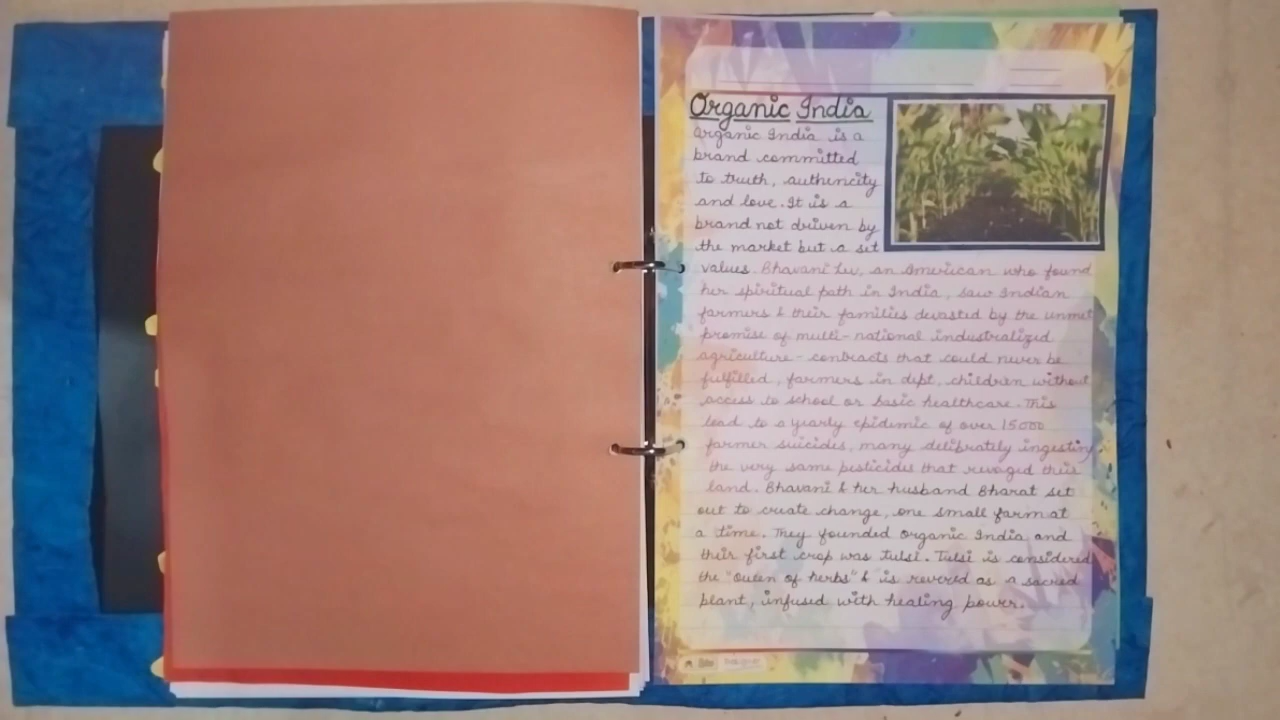 Organic India
Organic India is a
brand committed
to truth, authencity
and love. It is a
brand not driven by
the market but a set
values Bhavani Lev, an American who found
her spiritual path in India, saw Indian
farmers & their families devasted by the unmet
promise of multi-national industralized
agriculture - contracts that could never be
fulfilled, farmers in dept, children without
access to school or basic healthcare. This
lead to a yearly epidemic of over 15000
farmer suicides, many delibrately ingesting
the very same pesticides that revaged their
land. Bhavani & her husband Bharat set
out to create change, one small farm at
a time. They founded Organic India and
their first crop was tulsi. Tulsi is considered
the "Queen of herbs" & is revered as a sacred
plant, infused with healing power.